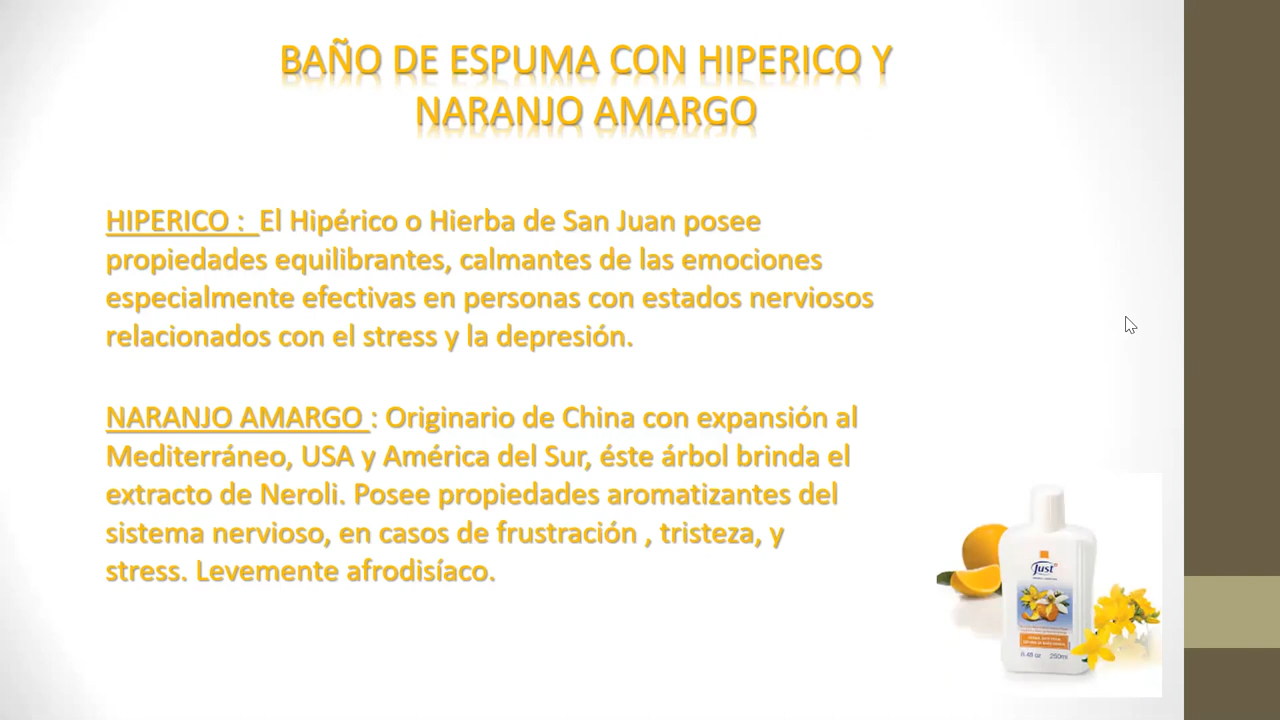 BAÑO DE ESPUMA CON HIPERICO Y
NARANJO AMARGO
HIPERICO :  El Hipérico o Hierba de San Juan posee
propiedades equilibrantes, calmantes de las emociones
especialmente efectivas en personas con estados nerviosos
relacionados con el stress y la depresión.
NARANJO AMARGO : Originario de China con expansión al
Mediterráneo, USA y América del Sur, éste árbol brinda el
extracto de Neroli. Posee propiedades aromatizantes del
sistema nervioso, en casos de frustración , tristeza, y
stress. Levemente afrodisíaco.
Just
250ml